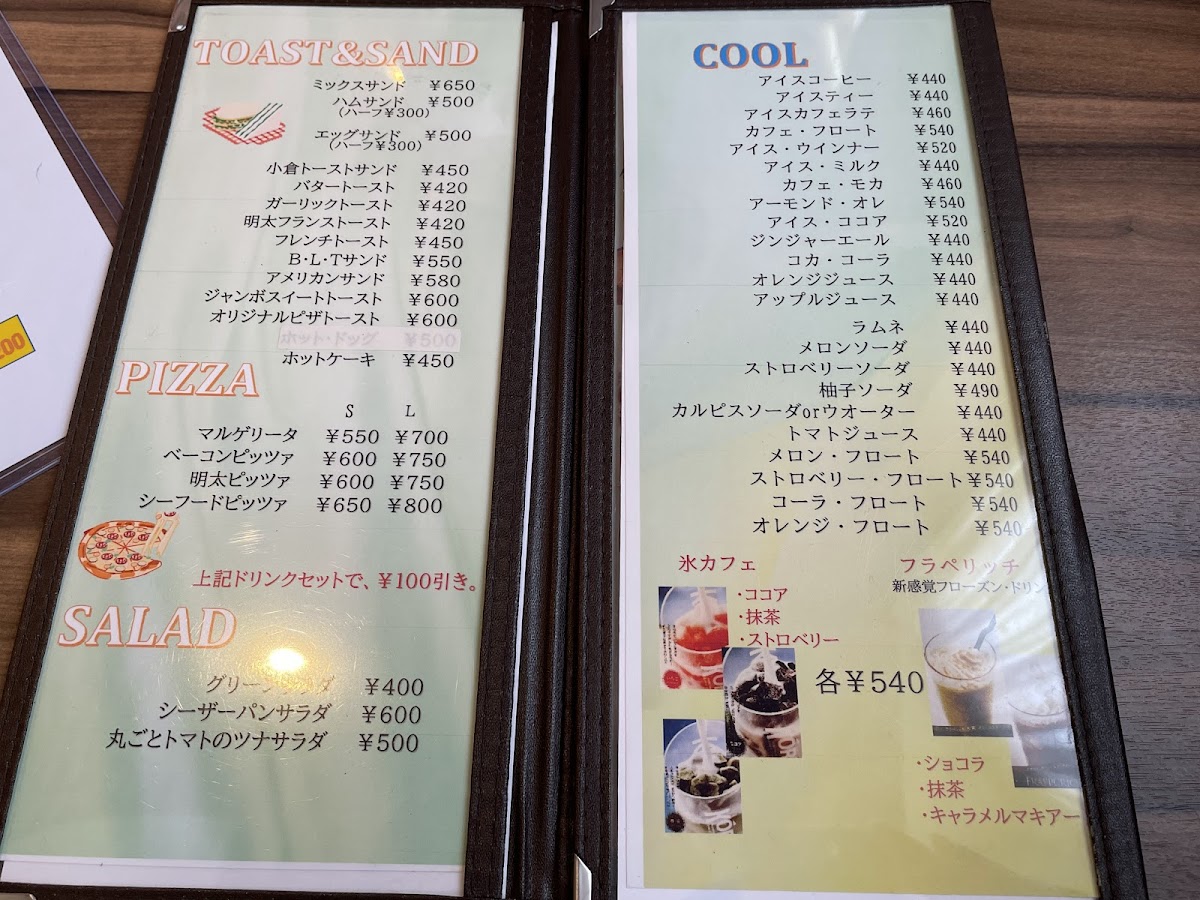 TOAST&SAND
ミックスサンド ¥650
ハムサンド ¥500
(ハーフ¥300)
エッグサンド ¥500
(ハーフ¥300)
小倉トーストサンド ¥450
バタートースト ¥420
ガーリックトースト ¥420
明太フランストースト ¥420
フレンチトースト ¥450
B・L・Tサンド ¥550
アメリカンサンド ¥580
ジャンボスイートトースト ¥600
オリジナルピザトースト ¥600
ホット・ドッグ ¥500
ホットケーキ ¥450
PIZZA
S L
マルゲリータ ¥550 ¥700
ベーコンピッツァ ¥600 ¥750
明太ピッツァ ¥600 ¥750
シーフードピッツァ ¥650 ¥800
上記ドリンクセットで、¥100引き。
SALAD
グリーンサラダ ¥400
シーザーパンサラダ ¥600
丸ごとトマトのツナサラダ ¥500
COOL
アイスコーヒー ¥440
アイスティー ¥440
アイスカフェラテ ¥460
カフェ・フロート ¥540
アイス・ウインナー ¥520
アイス・ミルク ¥440
カフェ・モカ ¥460
アーモンド・オレ ¥540
アイス・ココア ¥520
ジンジャーエール ¥440
コカ・コーラ ¥440
オレンジジュース ¥440
アップルジュース ¥440
ラムネ ¥440
メロンソーダ ¥440
ストロベリーソーダ ¥440
柚子ソーダ ¥490
カルピスソーダorウオーター ¥440
トマトジュース ¥440
メロン・フロート ¥540
ストロベリー・フロート ¥540
コーラ・フロート ¥540
オレンジ・フロート ¥540
氷カフェ
・ココア
・抹茶
・ストロベリー
各¥540
フラペリッチ
新感覚フローズン・ドリン
・ショコラ
・抹茶
・キャラメルマキアー